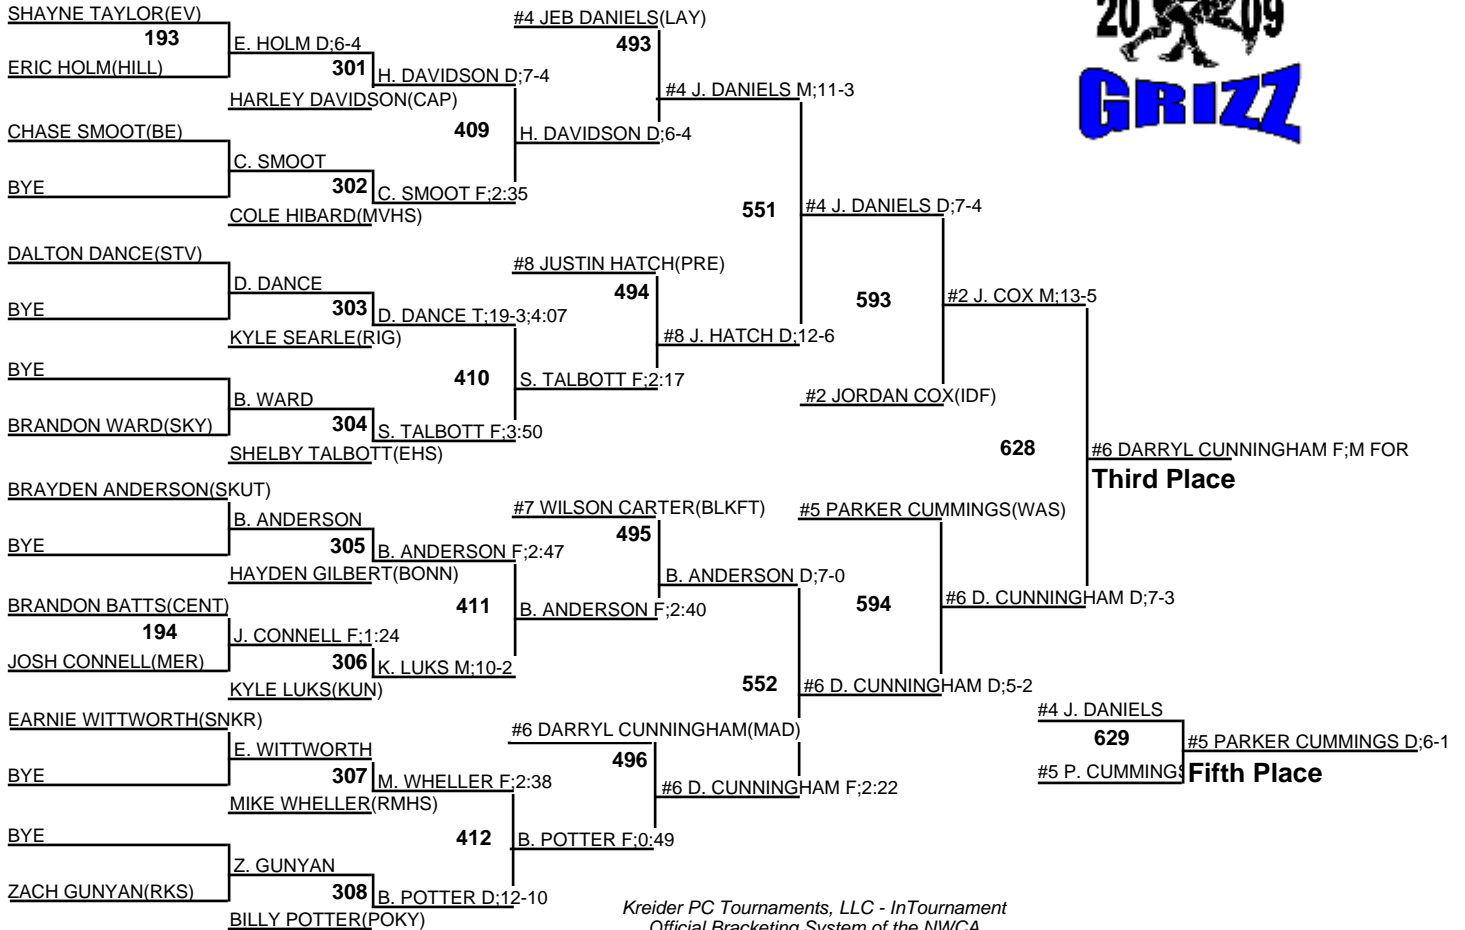 SHAYNE TAYLOR(EV)
193
ERIC HOLM(HILL)
E. HOLM D;6-4
301
HARLEY DAVIDSON(CAP)
H. DAVIDSON D;7-4
CHASE SMOOT(BE)
BYE
C. SMOOT
302
COLE HIBARD(MVHS)
C. SMOOT F;2:35
409
H. DAVIDSON D;6-4
#4 JEB DANIELS(LAY)
493
#4 J. DANIELS M;11-3
DALTON DANCE(STV)
BYE
D. DANCE
303
KYLE SEARLE(RIG)
D. DANCE T;19-3;4:07
BYE
BRANDON WARD(SKY)
B. WARD
304
SHELBY TALBOTT(EHS)
S. TALBOTT F;3:50
410
S. TALBOTT F;2:17
#8 JUSTIN HATCH(PRE)
494
#8 J. HATCH D;12-6
551
#4 J. DANIELS D;7-4
593
#2 JORDAN COX(IDF)
#2 J. COX M;13-5
BRAYDEN ANDERSON(SKUT)
BYE
B. ANDERSON
305
HAYDEN GILBERT(BONN)
B. ANDERSON F;2:47
BRANDON BATTS(CENT)
194
JOSH CONNELL(MER)
J. CONNELL F;1:24
306
KYLE LUKS(KUN)
K. LUKS M;10-2
411
B. ANDERSON F;2:40
#7 WILSON CARTER(BLKFT)
495
B. ANDERSON D;7-0
EARNIE WITTWORTH(SNKR)
BYE
E. WITTWORTH
307
MIKE WHELLER(RMHS)
M. WHELLER F;2:38
BYE
ZACH GUNYAN(RKS)
Z. GUNYAN
308
BILLY POTTER(POKY)
B. POTTER D;12-10
412
B. POTTER F;0:49
#6 DARRYL CUNNINGHAM(MAD)
496
#6 D. CUNNINGHAM F;2:22
552
#6 D. CUNNINGHAM D;5-2
#5 PARKER CUMMINGS(WAS)
594
#6 D. CUNNINGHAM D;7-3
628
#6 DARRYL CUNNINGHAM F;M FOR
Third Place
#4 J. DANIELS
629
#5 P. CUMMINGS
#5 PARKER CUMMINGS D;6-1
Fifth Place
20 09
GRIZZ
Kreider PC Tournaments, LLC - InTournament
Official Bracketing System of the NWCA